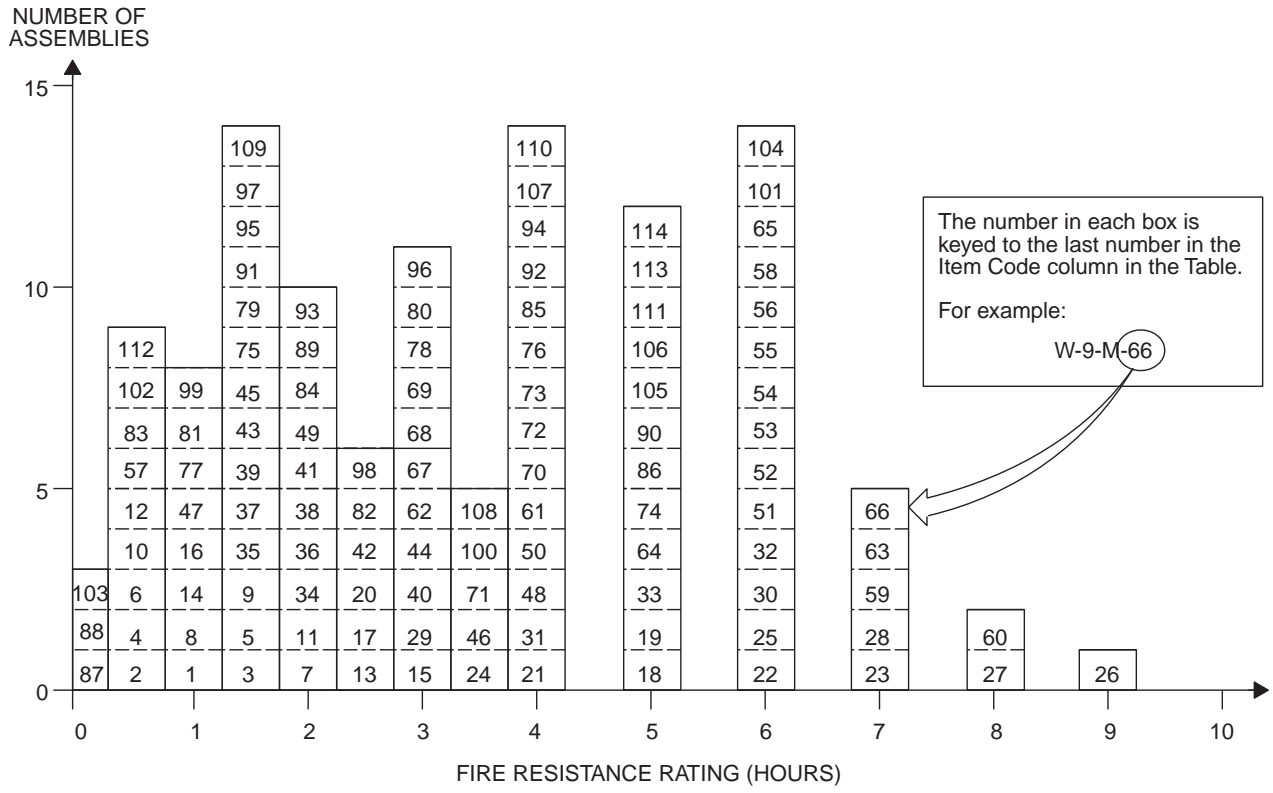 NUMBER OF
ASSEMBLIES
15
109 110 104
97 107 101
95 94 65
114
The number in each box is
keyed to the last number in the
Item Code column in the Table.
For example:
W-9-M-66
91 96 92 113 58
10
79 93 80 85 111 56
112 75 89 78 76 106 55
102 99 45 84 69 73 105 54
83 81 43 49 68 72 90 53
57 77 39 41 98 67 70 86 52
5
12 47 37 38 82 62 108 61 74 51 66
10 16 35 36 42 44 100 50 64 32 63
103 6 14 9 34 20 40 71 48 33 30 59
88 4 8 5 11 17 29 46 31 19 25 28 60
87 2 1 3 7 13 15 24 21 18 22 23 27 26
0
0 1 2 3 4 5 6 7 8 9 10
FIRE RESISTANCE RATING (HOURS)